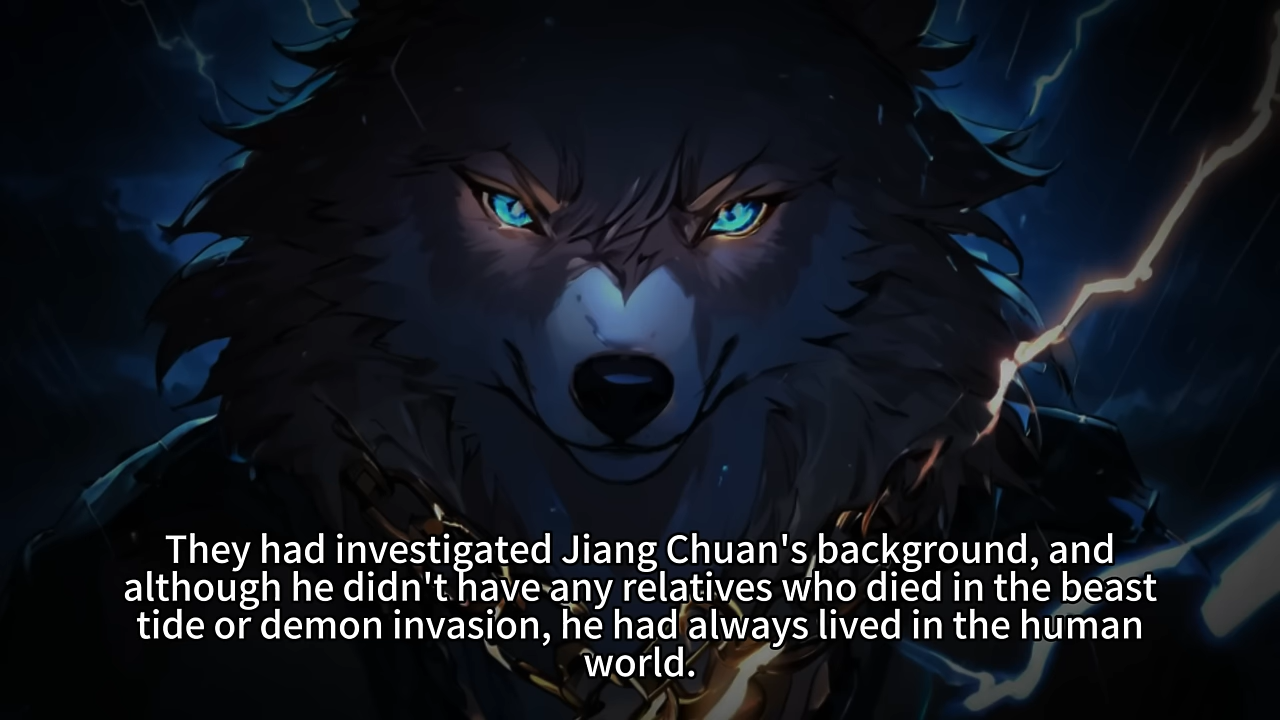 They had investigated Jiang Chuan's background, and
although he didn't have any relatives who died in the beast
tide or demon invasion, he had always lived in the human
world.